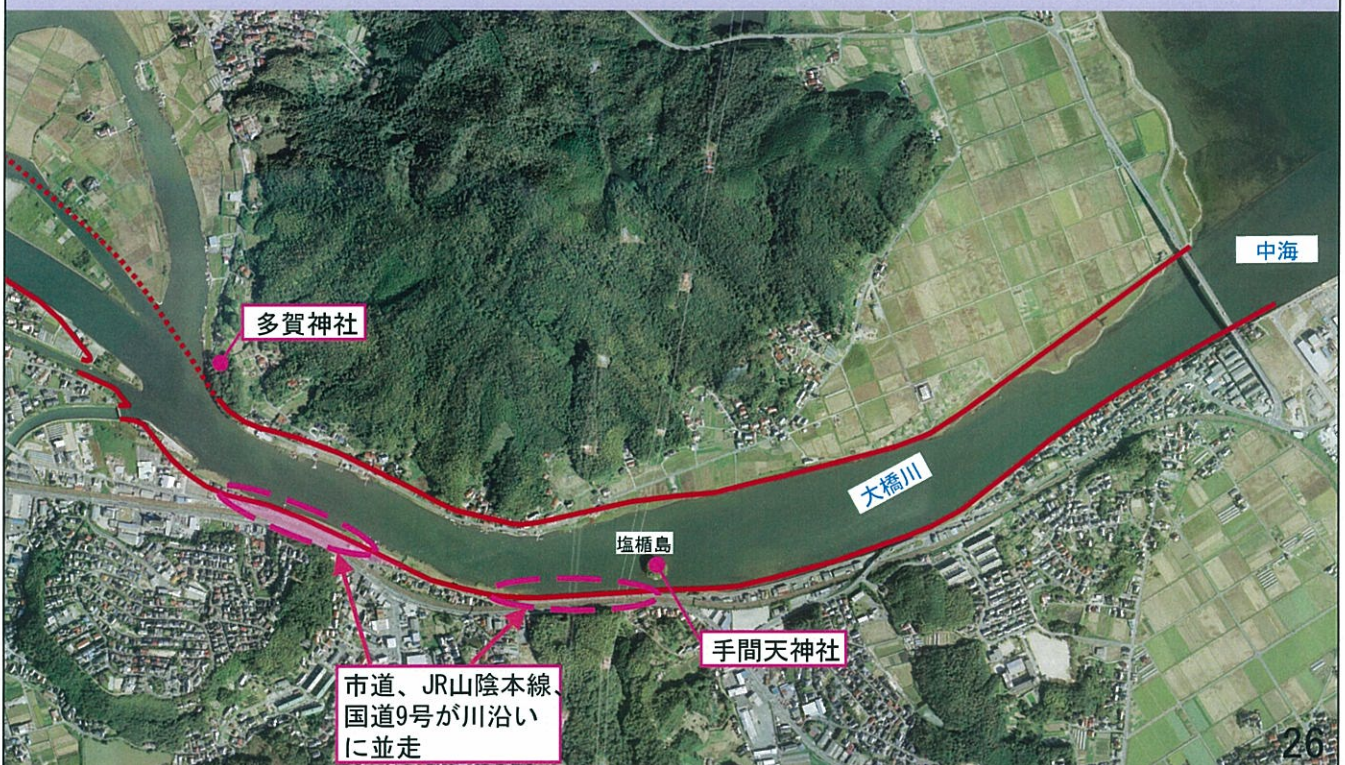 多賀神社
中海
大橋川
塩楯島
手間天神社
市道、JR山陰本線、
国道9号が川沿い
に並走
26